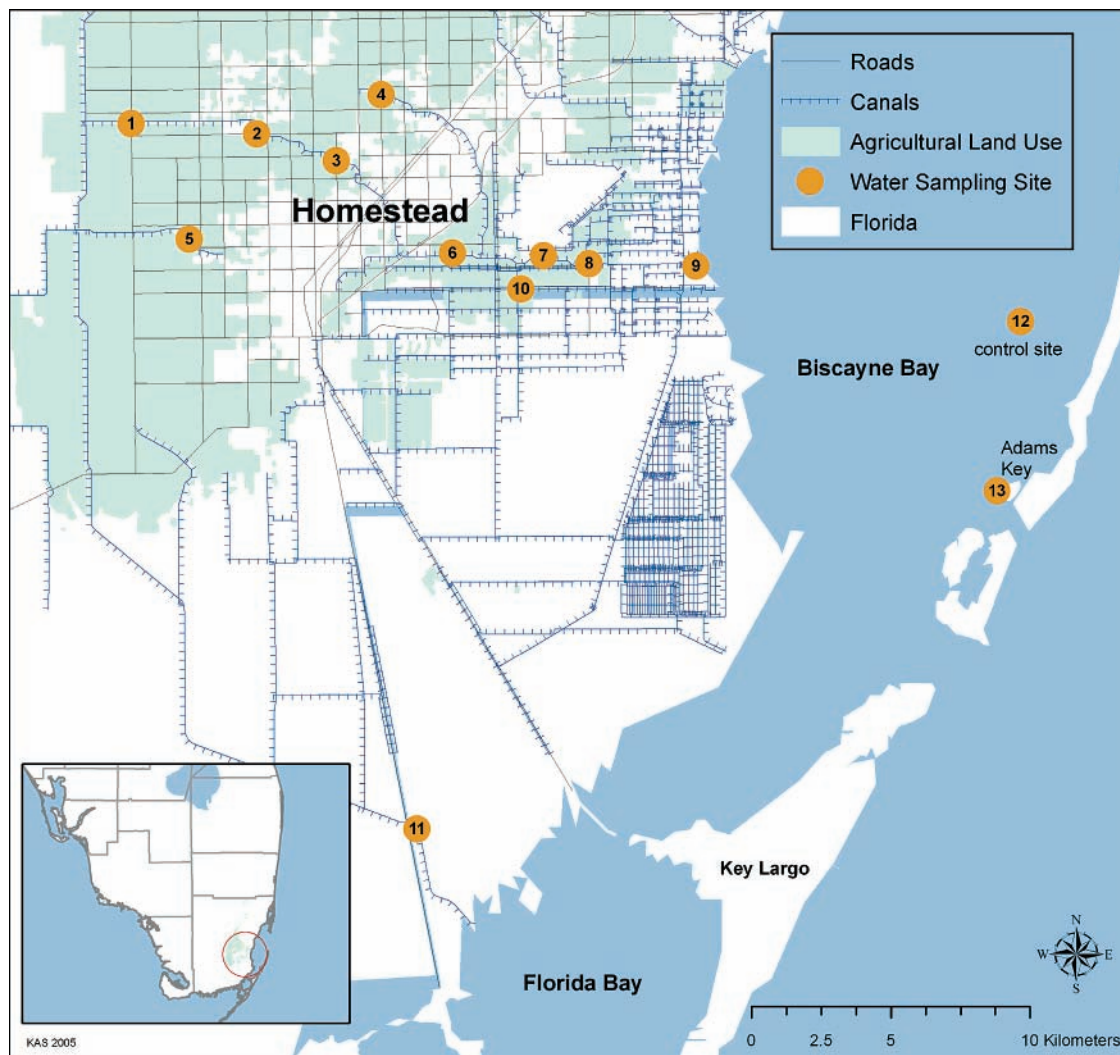 Roads
Canals
Agricultural Land Use
Water Sampling Site
Florida
4
1
2
3
Homestead
5
6
7
8
9
10
12
control site
Biscayne Bay
Adams
Key
13
11
Key Largo
N
W E
S
Florida Bay
0 2.5 5 10 Kilometers
KAS 2005